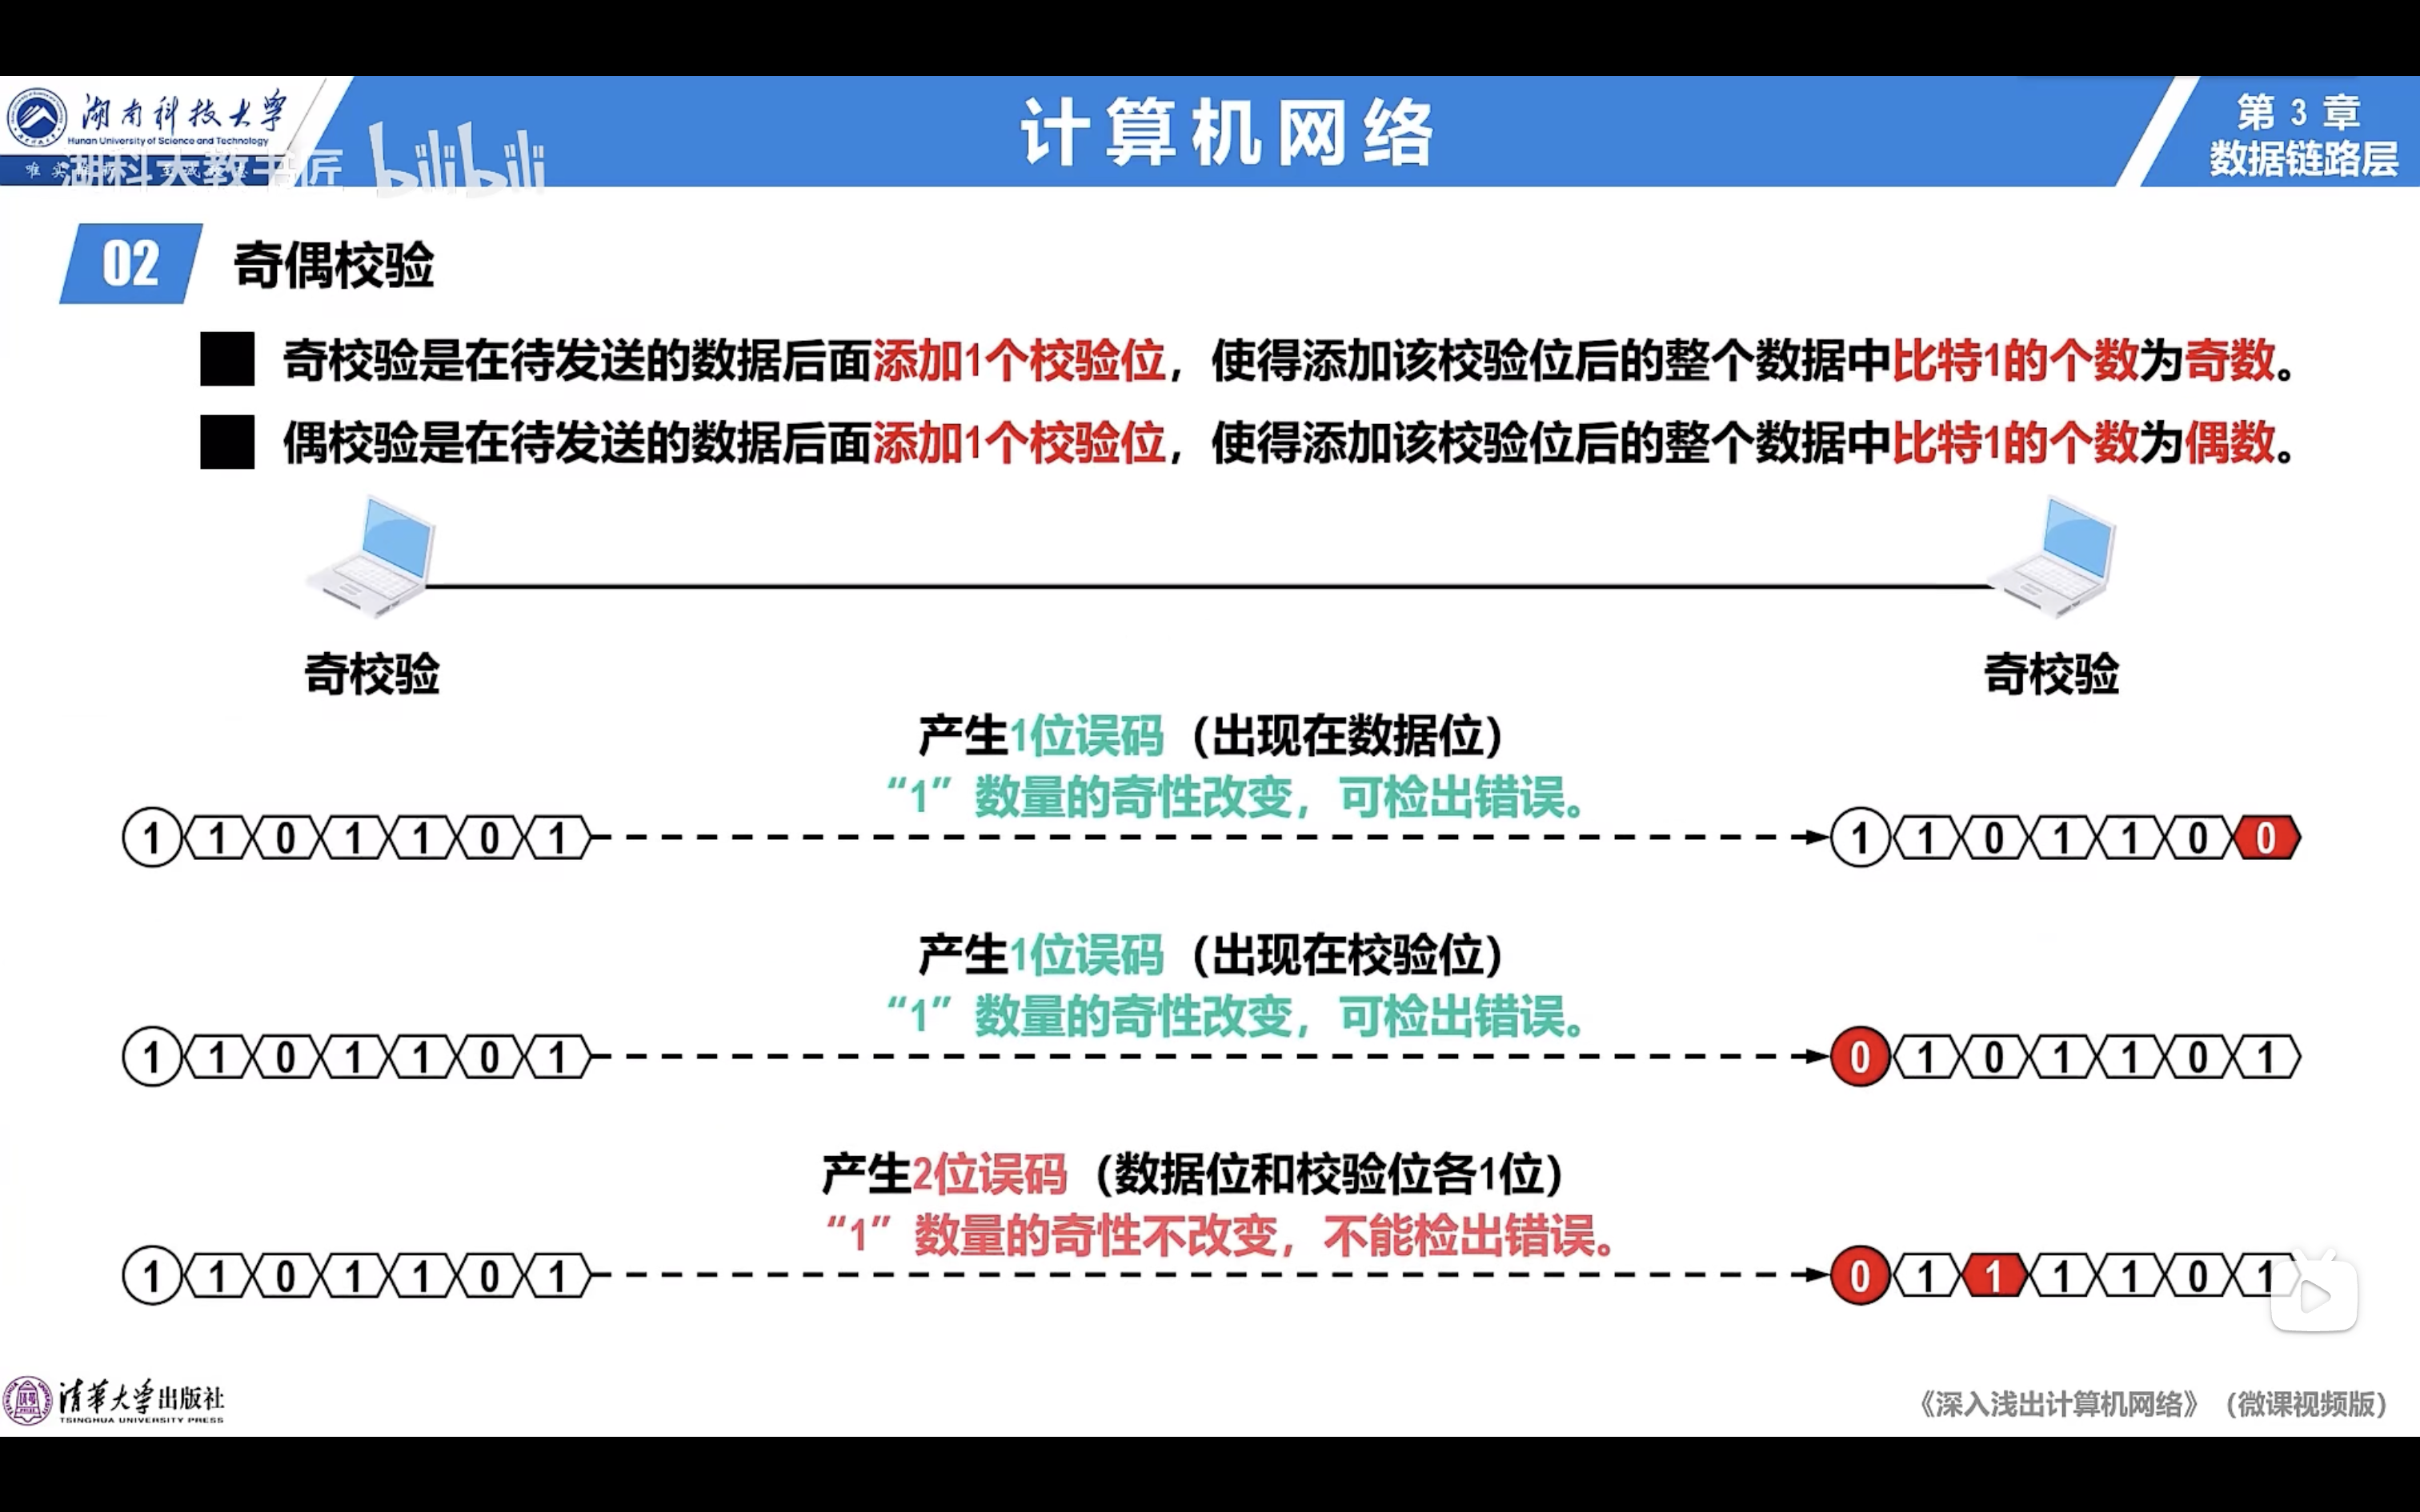 湖南科技大学
Hunan University of Science and Technology
湖科大教书匠 bilibili
计算机网络
第 3 章
数据链路层
02 奇偶校验
奇校验是在待发送的数据后面添加1个校验位，使得添加该校验位后的整个数据中比特1的个数为奇数。
偶校验是在待发送的数据后面添加1个校验位，使得添加该校验位后的整个数据中比特1的个数为偶数。
奇校验
奇校验
产生1位误码（出现在数据位）
“1”数量的奇性改变，可检出错误。
1 1 0 1 1 0 1
1 1 0 1 1 0 0
产生1位误码（出现在校验位）
“1”数量的奇性改变，可检出错误。
1 1 0 1 1 0 1
0 1 0 1 1 0 1
产生2位误码（数据位和校验位各1位）
“1”数量的奇性不改变，不能检出错误。
1 1 0 1 1 0 1
0 1 1 1 1 0 1
清华大学出版社
TSINGHUA UNIVERSITY PRESS
《深入浅出计算机网络》（微课视频版）